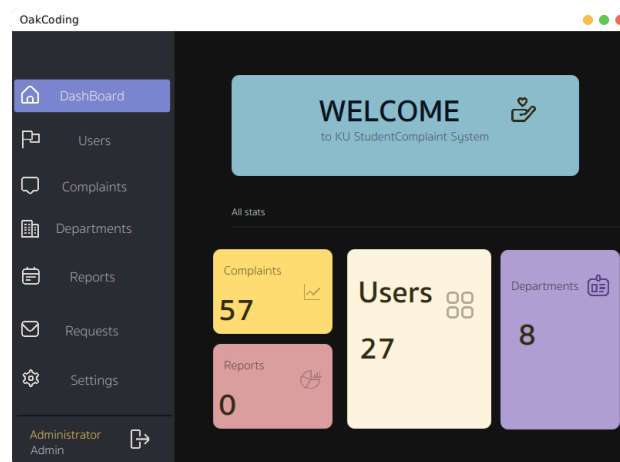 OakCoding
DashBoard
Users
Complaints
Departments
Reports
Requests
Settings
Administrator
Admin
WELCOME
to KU StudentComplaint System
All stats
Complaints
57
Reports
0
Users
27
Departments
8